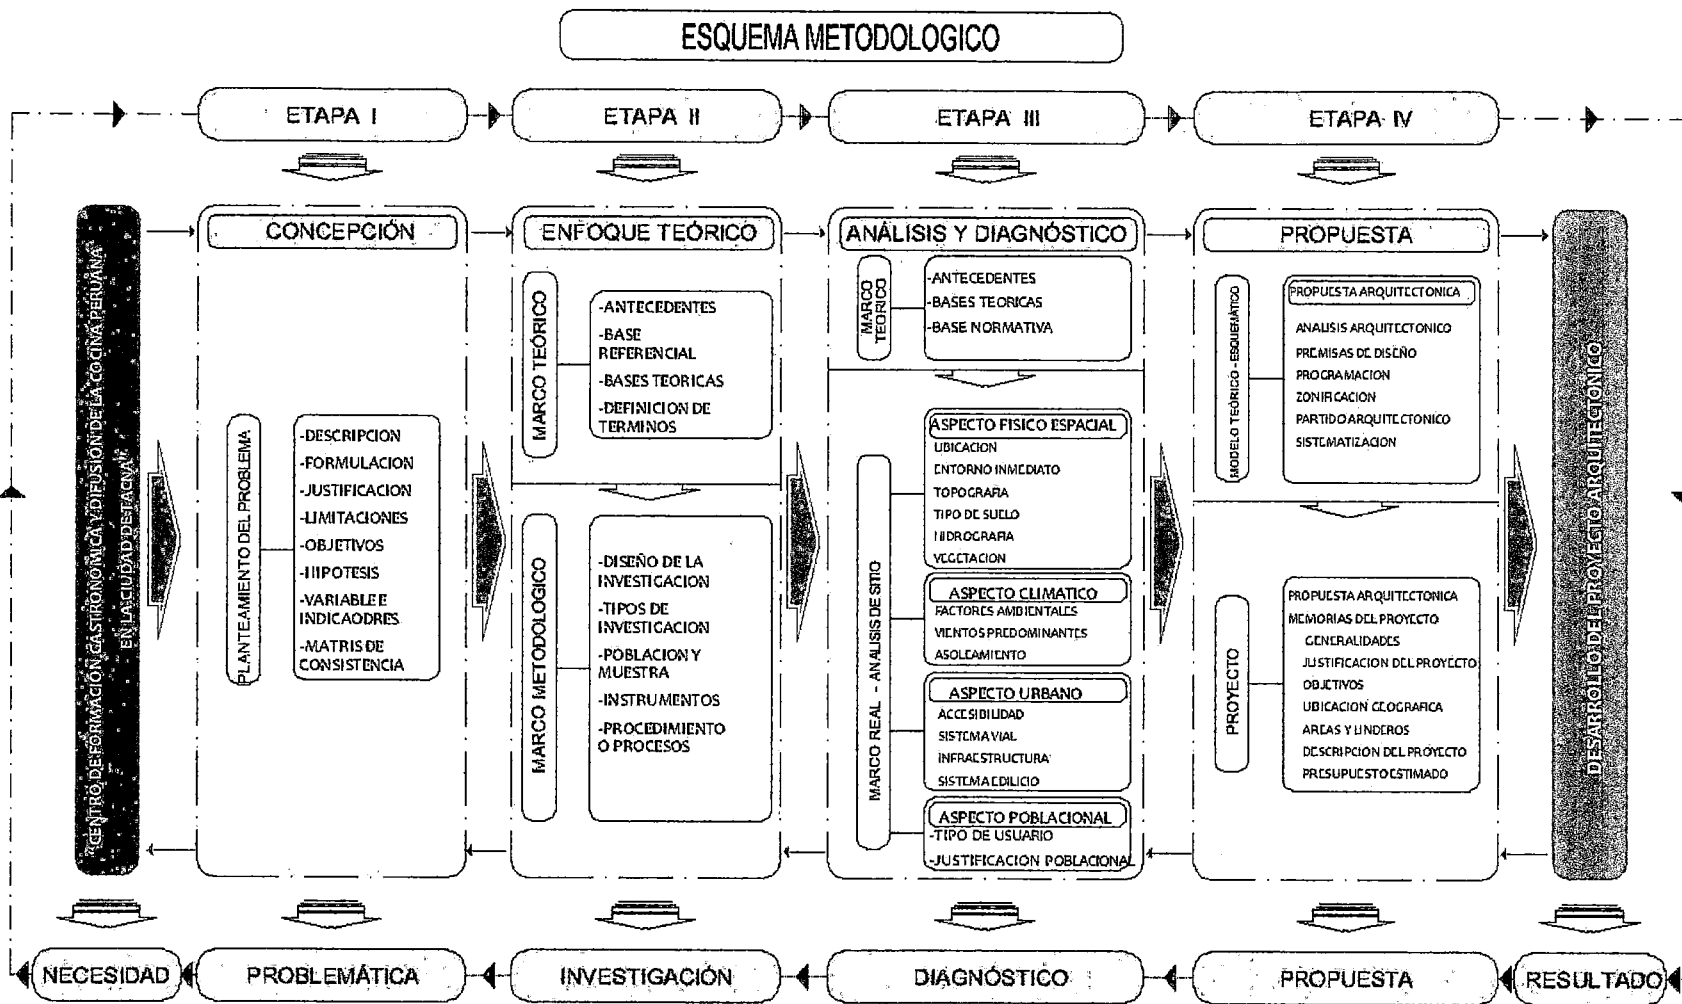 ESQUEMA METODOLOGICO
ETAPA I
ETAPA II
ETAPA III
ETAPA IV
"CENTRO DE FORMACIÓN GASTRONOMICA Y DIFUSION DE LA COCINA PERUANA
EN LA CIUDAD DE TACNA"
CONCEPCIÓN
PLANTEAMIENTO DEL PROBLEMA
-DESCRIPCION
-FORMULACION
-JUSTIFICACION
-LIMITACIONES
-OBJETIVOS
-HIPOTESIS
-VARIABLE E
INDICAODRES
-MATRIS DE
CONSISTENCIA
ENFOQUE TEÓRICO
MARCO TEÓRICO
-ANTECEDENTES
-BASE
REFERENCIAL
-BASES TEORICAS
-DEFINICION DE
TERMINOS
MARCO METODOLOGICO
-DISEÑO DE LA
INVESTIGACION
-TIPOS DE
INVESTIGACION
-POBLACION Y
MUESTRA
-INSTRUMENTOS
-PROCEDIMIENTO
O PROCESOS
ANÁLISIS Y DIAGNÓSTICO
MARCO
TEORICO
-ANTECEDENTES
-BASES TEORICAS
-BASE NORMATIVA
MARCO REAL - ANALISIS DE SITIO
ASPECTO FISICO ESPACIAL
UBICACION
ENTORNO INMEDIATO
TOPOGRAFIA
TIPO DE SUELO
HIDROGRAFIA
VEGETACION
ASPECTO CLIMATICO
FACTORES AMBIENTALES
VIENTOS PREDOMINANTES
ASOLEAMIENTO
ASPECTO URBANO
ACCESIBILIDAD
SISTEMA VIAL
INFRAESTRUCTURA
SISTEMA EDILICIO
ASPECTO POBLACIONAL
-TIPO DE USUARIO
-JUSTIFICACION POBLACIONAL
PROPUESTA
MODELO TEÓRICO - ESQUEMÁTICO
PROPUESTA ARQUITECTONICA
ANALISIS ARQUITECTONICO
PREMISAS DE DISEÑO
PROGRAMACION
ZONIFICACION
PARTIDO ARQUITECTONICO
SISTEMATIZACION
PROYECTO
PROPUESTA ARQUITECTONICA
MEMORIAS DEL PROYECTO
GENERALIDADES
JUSTIFICACION DEL PROYECTO
OBJETIVOS
UBICACION GEOGRAFICA
AREAS Y LINDEROS
DESCRIPCION DEL PROYECTO
PRESUPUESTO ESTIMADO
DESARROLLO DEL PROYECTO ARQUITECTÓNICO
NECESIDAD
PROBLEMÁTICA
INVESTIGACIÓN
DIAGNÓSTICO
PROPUESTA
RESULTADO